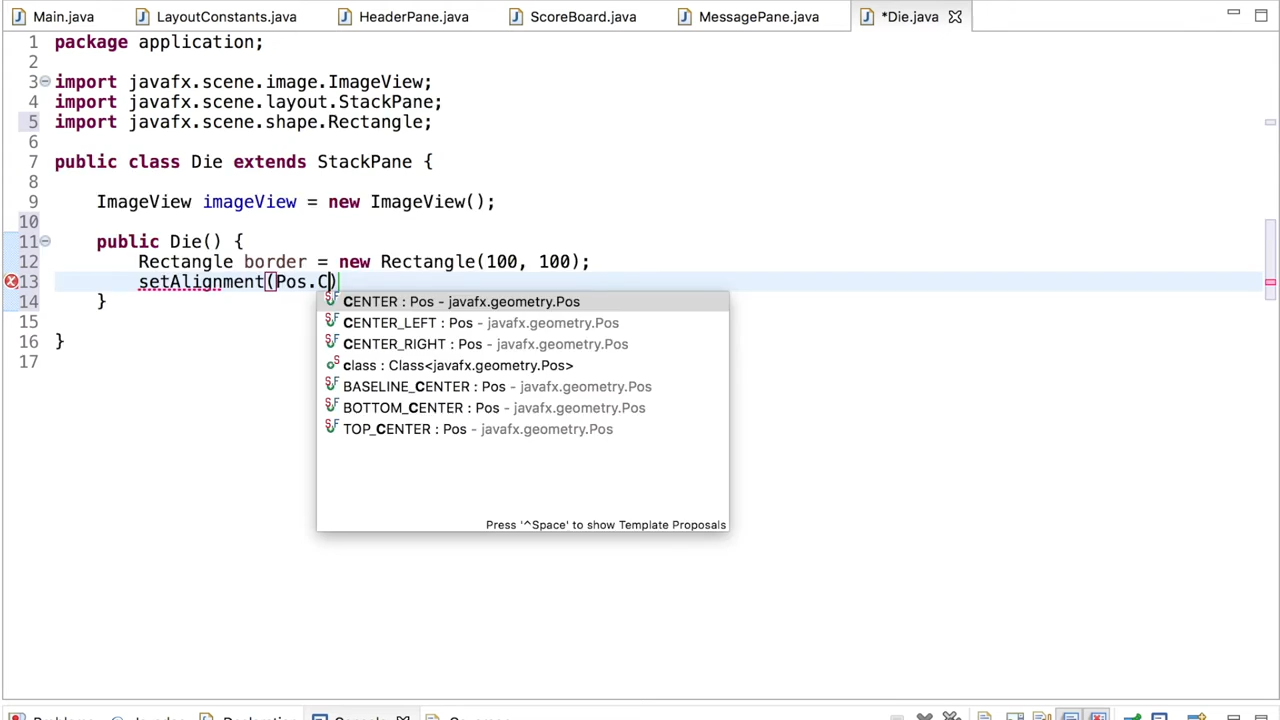 Main.java LayoutConstants.java HeaderPane.java ScoreBoard.java MessagePane.java *Die.java
1 package application;
2
3 import javafx.scene.image.ImageView;
4 import javafx.scene.layout.StackPane;
5 import javafx.scene.shape.Rectangle;
6
7 public class Die extends StackPane {
8
9 ImageView imageView = new ImageView();
10
11 public Die() {
12 Rectangle border = new Rectangle(100, 100);
13 setAlignment(Pos.C)
14 }
CENTER : Pos - javafx.geometry.Pos
15
CENTER_LEFT : Pos - javafx.geometry.Pos
16 }
CENTER_RIGHT : Pos - javafx.geometry.Pos
17
class : Class<javafx.geometry.Pos>
BASELINE_CENTER : Pos - javafx.geometry.Pos
BOTTOM_CENTER : Pos - javafx.geometry.Pos
TOP_CENTER : Pos - javafx.geometry.Pos
Press '^Space' to show Template Proposals